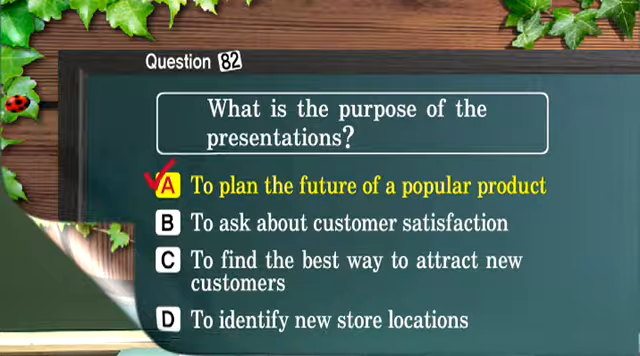 Question 82
What is the purpose of the
presentations?
A To plan the future of a popular product
B To ask about customer satisfaction
C To find the best way to attract new
customers
D To identify new store locations